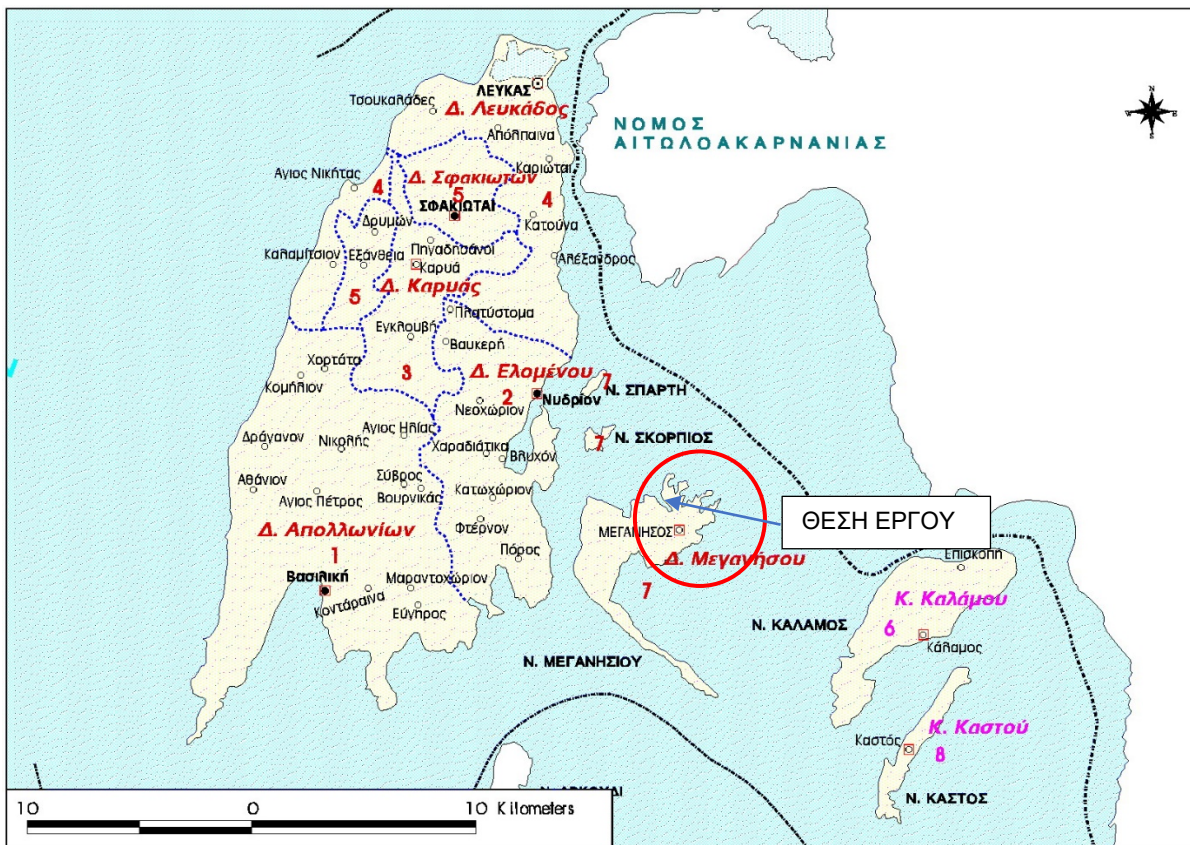 ΛΕΥΚΑΣ
Τσουκαλάδες
Δ. Λευκάδος
Απόλπαινα
ΝΟΜΟΣ
ΑΙΤΩΛΟΑΚΑΡΝΑΝΙΑΣ
N
W
E
S
Καριώται
Αγιος Νικήτας
4
Δ. Σφακιωτών
5
4
ΣΦΑΚΙΩΤΑΙ
Κατούνα
Δρυμών
Πηγαδησάνοι
Καλαμίτσιον
Εξάνθεια
Καρυά
Αλέξανδρος
Δ. Καρυάς
5
Πλατύστομα
Εγκλουβή
Βαυκερή
Χορτάτα
3
Δ. Ελομένου
7
Κομήλιον
2
Νυδρίον
Ν. ΣΠΑΡΤΗ
Νεοχώριον
Αγιος Ηλίας
Ν. ΣΚΟΡΠΙΟΣ
7
Δράγανον
Νικολής
Χαραδιάτικα
Βλυχόν
Σύβρος
Αθάνιον
Αγιος Πέτρος
Βουρνικάς
Κατωχώριον
ΘΕΣΗ ΕΡΓΟΥ
Δ. Απολλωνίων
Φτέρνον
ΜΕΓΑΝΗΣΟΣ
1
Πόρος
Δ. Μεγανήσου
Επισκοπή
Βασιλική
Μαραντοχώριον
7
Κ. Καλάμου
Κοντάραινα
Εύγηρος
Ν. ΚΑΛΑΜΟΣ
6
Κάλαμος
Ν. ΜΕΓΑΝΗΣΙΟΥ
Κ. Καστού
Καστός
8
Ν. ΚΑΣΤΟΣ
10
0
10
Kilometers